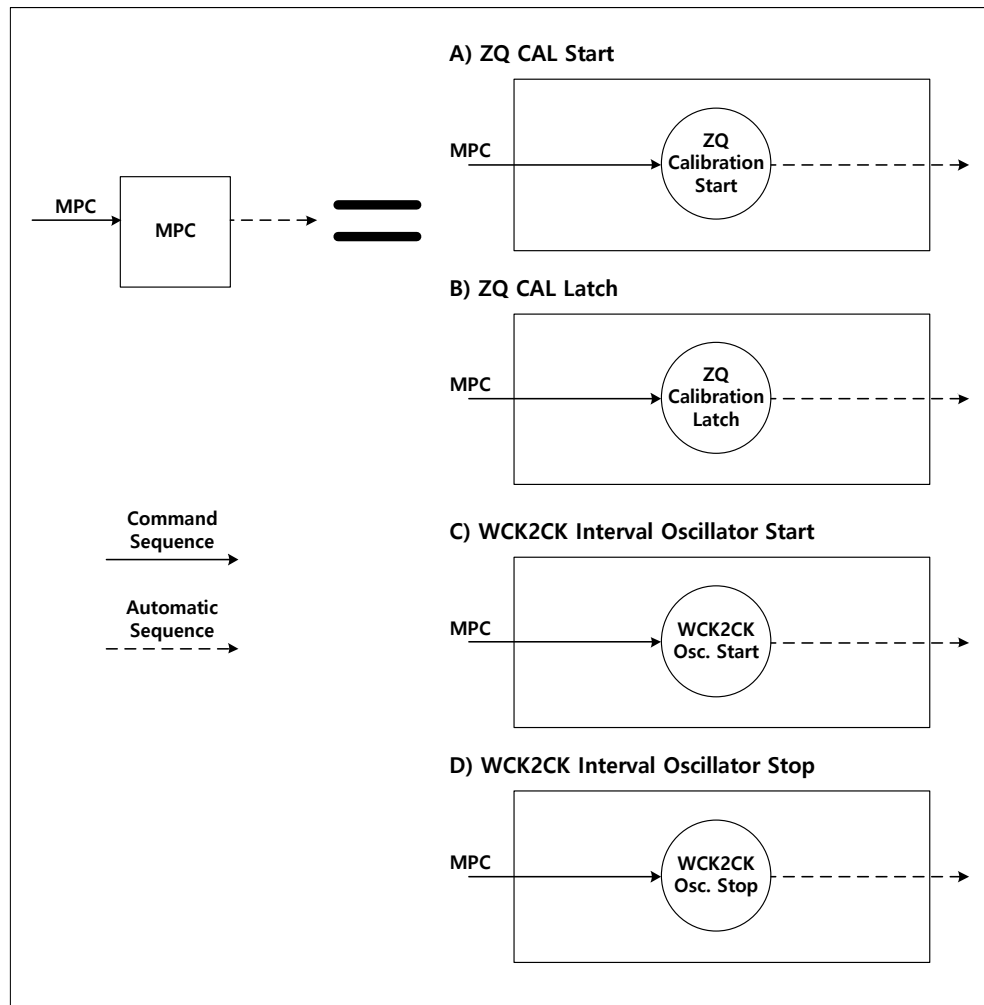 MPC
MPC
Command
Sequence
Automatic
Sequence
A) ZQ CAL Start
MPC
ZQ
Calibration
Start
B) ZQ CAL Latch
MPC
ZQ
Calibration
Latch
C) WCK2CK Interval Oscillator Start
MPC
WCK2CK
Osc. Start
D) WCK2CK Interval Oscillator Stop
MPC
WCK2CK
Osc. Stop